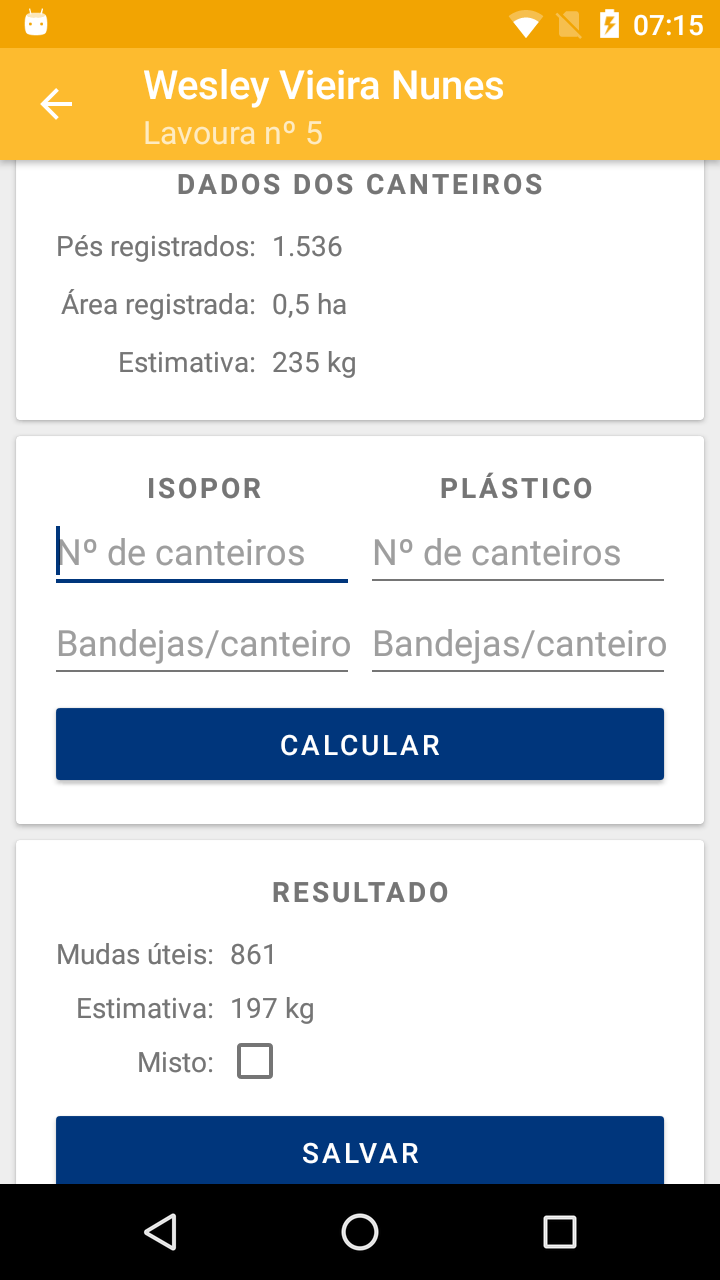 07:15
Wesley Vieira Nunes
Lavoura nº 5
DADOS DOS CANTEIROS
Pés registrados: 1.536
Área registrada: 0,5 ha
Estimativa: 235 kg
ISOPOR PLÁSTICO
Nº de canteiros Nº de canteiros
Bandejas/canteiro Bandejas/canteiro
CALCULAR
RESULTADO
Mudas úteis: 861
Estimativa: 197 kg
Misto:
SALVAR